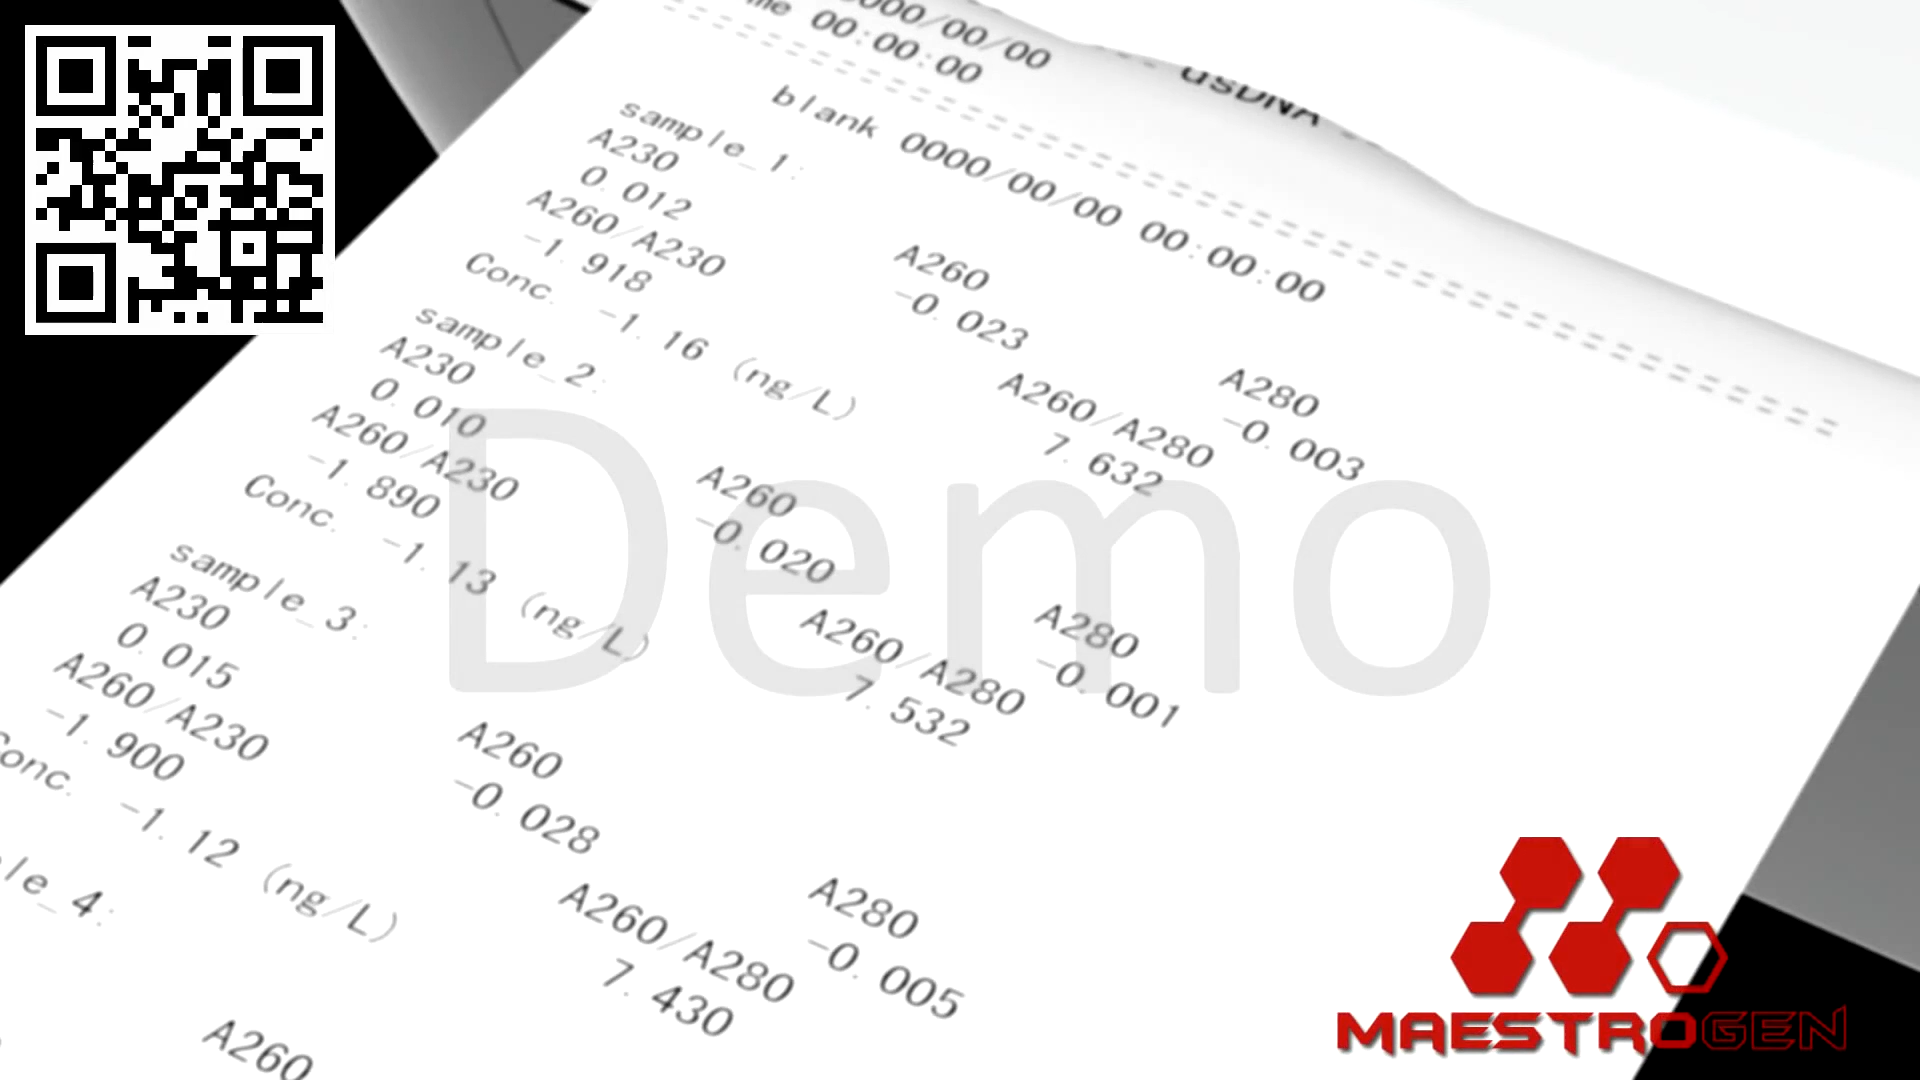 0000/00/00
me 00:00:00
dsDNA
blank 0000/00/00 00:00:00
sample_1:
A230 A260 A280
0.012 -0.023 -0.003
A260/A230 A260/A280
-1.918 7.632
Conc. -1.16 (ng/L)
sample_2:
A230 A260 A280
0.010 -0.020 -0.001
A260/A230 A260/A280
-1.890 7.532
Conc. -1.13 (ng/L)
sample_3:
A230 A260 A280
0.015 -0.028 -0.005
A260/A230 A260/A280
-1.900 7.430
Conc. -1.12 (ng/L)
ple_4:
A260
Demo
MAESTROGEN